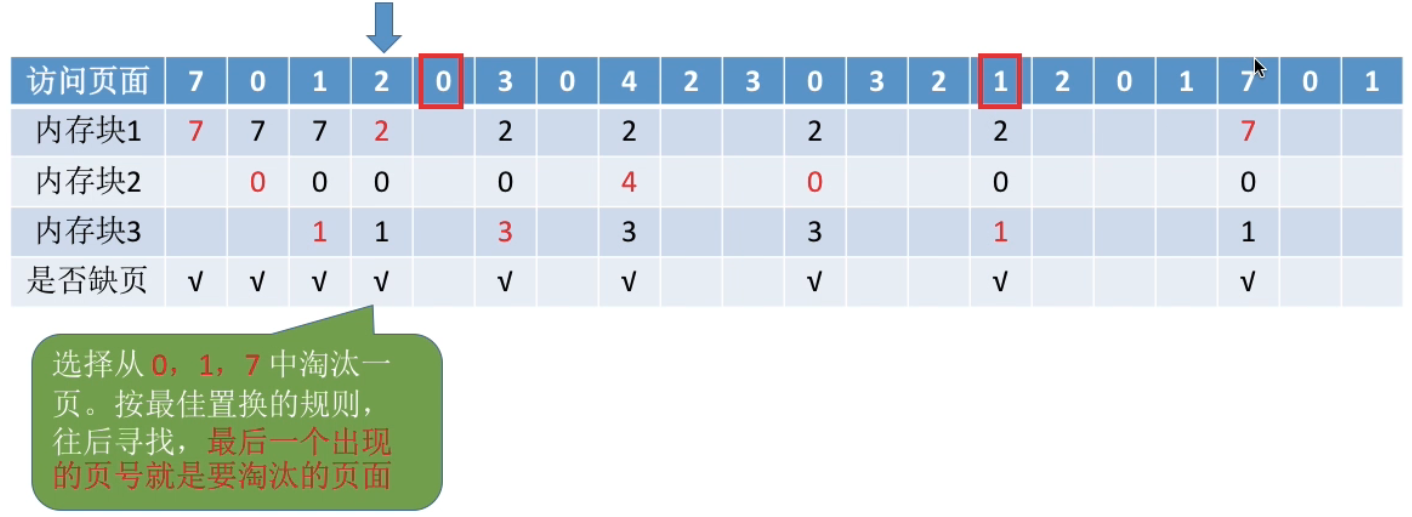 访问页面 7 0 1 2 0 3 0 4 2 3 0 3 2 1 2 0 1 7 0 1
内存块1 7 7 7 2 2 2 2 2 7
内存块2 0 0 0 0 4 0 0 0
内存块3 1 1 3 3 3 1 1
是否缺页 √ √ √ √ √ √ √ √ √
选择从 0，1，7 中淘汰一
页。按最佳置换的规则，
往后寻找，最后一个出现
的页号就是要淘汰的页面